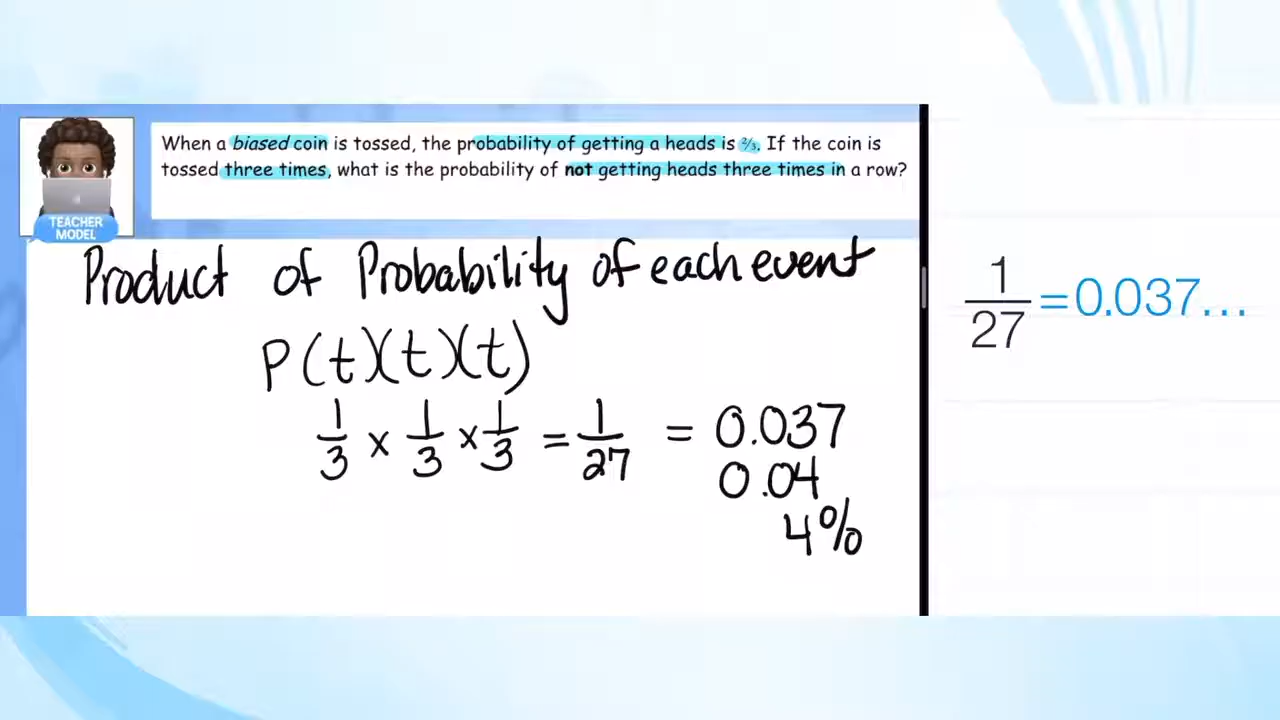 When a biased coin is tossed, the probability of getting a heads is ⅔. If the coin is
tossed three times, what is the probability of not getting heads three times in a row?
TEACHER
MODEL
Product of Probability of each event
P(t)(t)(t)
1/3 × 1/3 × 1/3 = 1/27 = 0.037
0.04
4%
1/27 = 0.037...